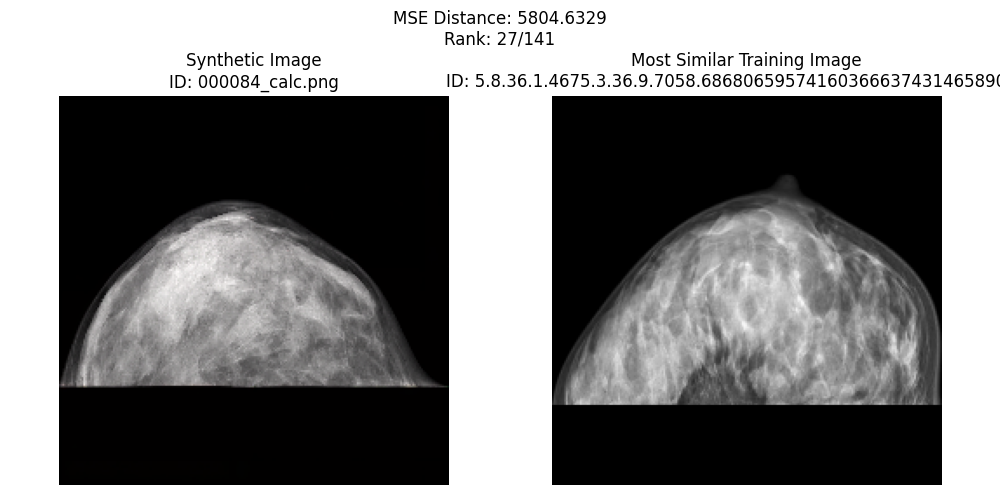 MSE Distance: 5804.6329
Rank: 27/141
Synthetic Image
ID: 000084_calc.png
Most Similar Training Image
ID: 5.8.36.1.4675.3.36.9.7058.68680659574160366637431465890